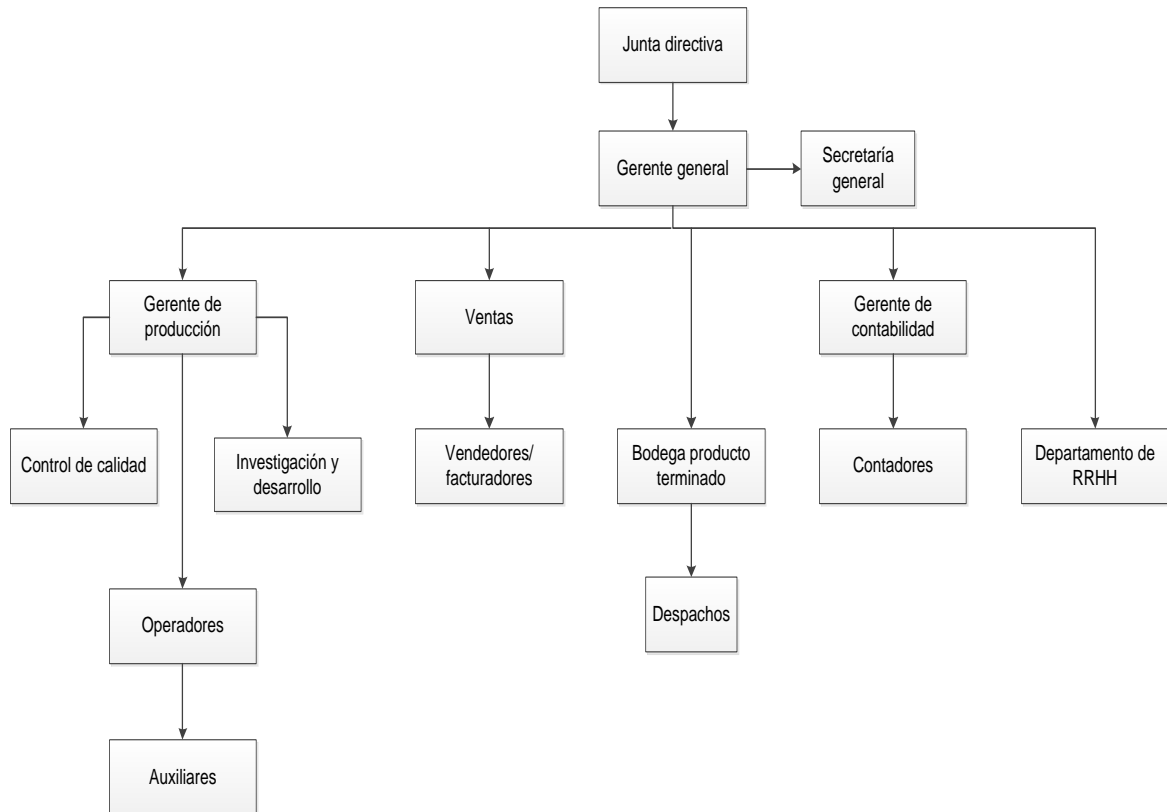 Junta directiva
Gerente general
Secretaría
general
Gerente de
producción
Ventas
Gerente de
contabilidad
Control de calidad
Investigación y
desarrollo
Vendedores/
facturadores
Bodega producto
terminado
Contadores
Departamento de
RRHH
Operadores
Despachos
Auxiliares